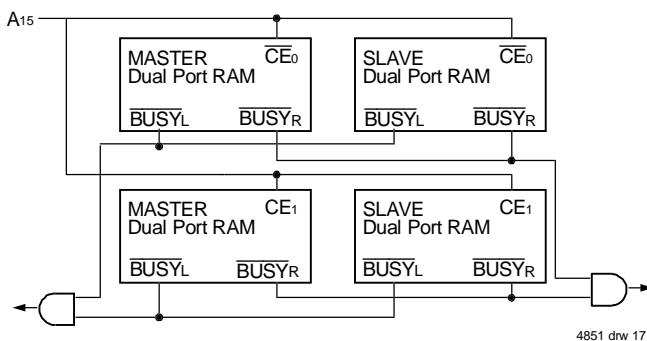 A15
MASTER CE0
Dual Port RAM
BUSYL BUSYR
SLAVE CE0
Dual Port RAM
BUSYL BUSYR
MASTER CE1
Dual Port RAM
BUSYL BUSYR
SLAVE CE1
Dual Port RAM
BUSYL BUSYR
4851 drw 17